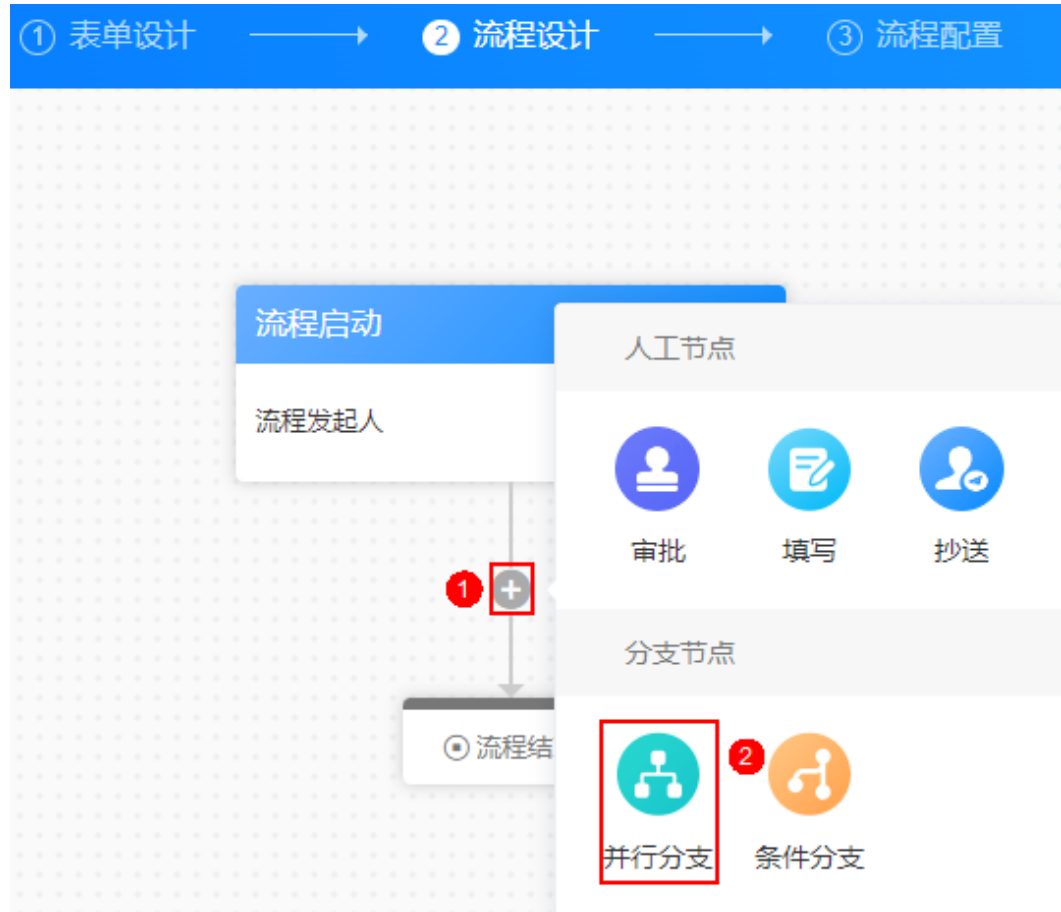 ① 表单设计 ② 流程设计 ③ 流程配置
流程启动
人工节点
流程发起人
审批 填写 抄送
1
分支节点
流程结
2
并行分支 条件分支